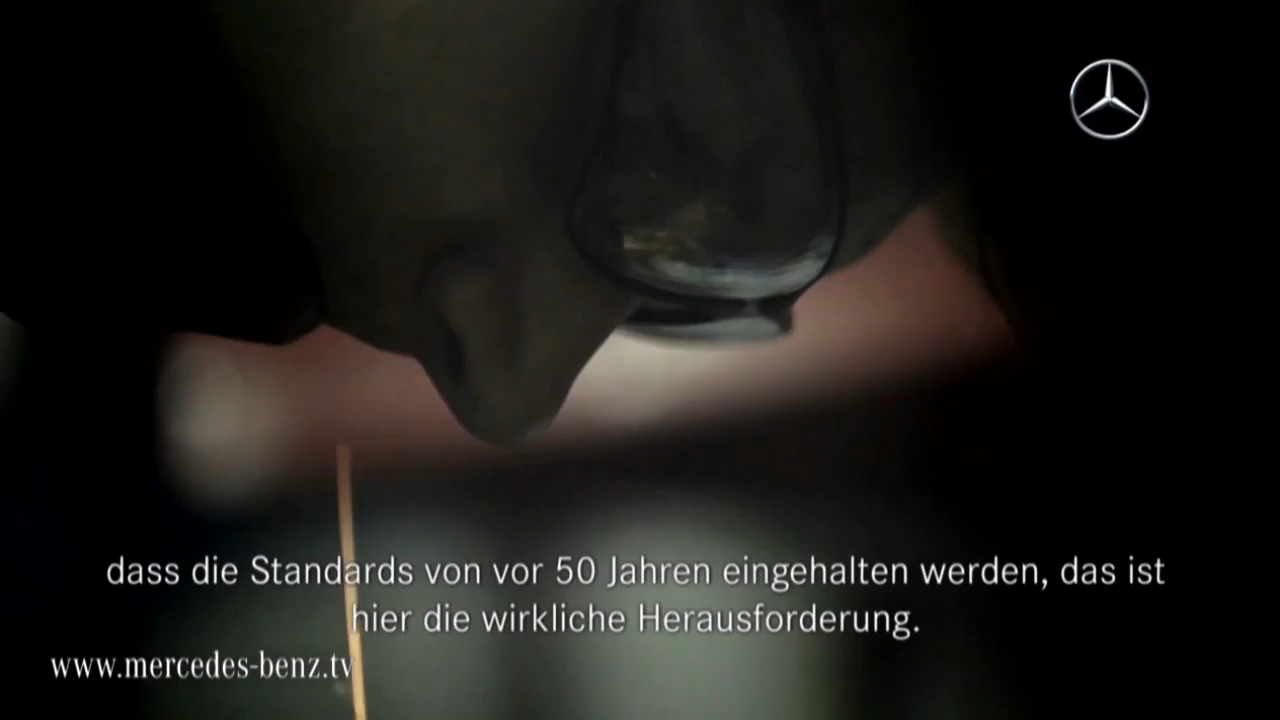 dass die Standards von vor 50 Jahren eingehalten werden, das ist
hier die wirkliche Herausforderung.
www.mercedes-benz.tv